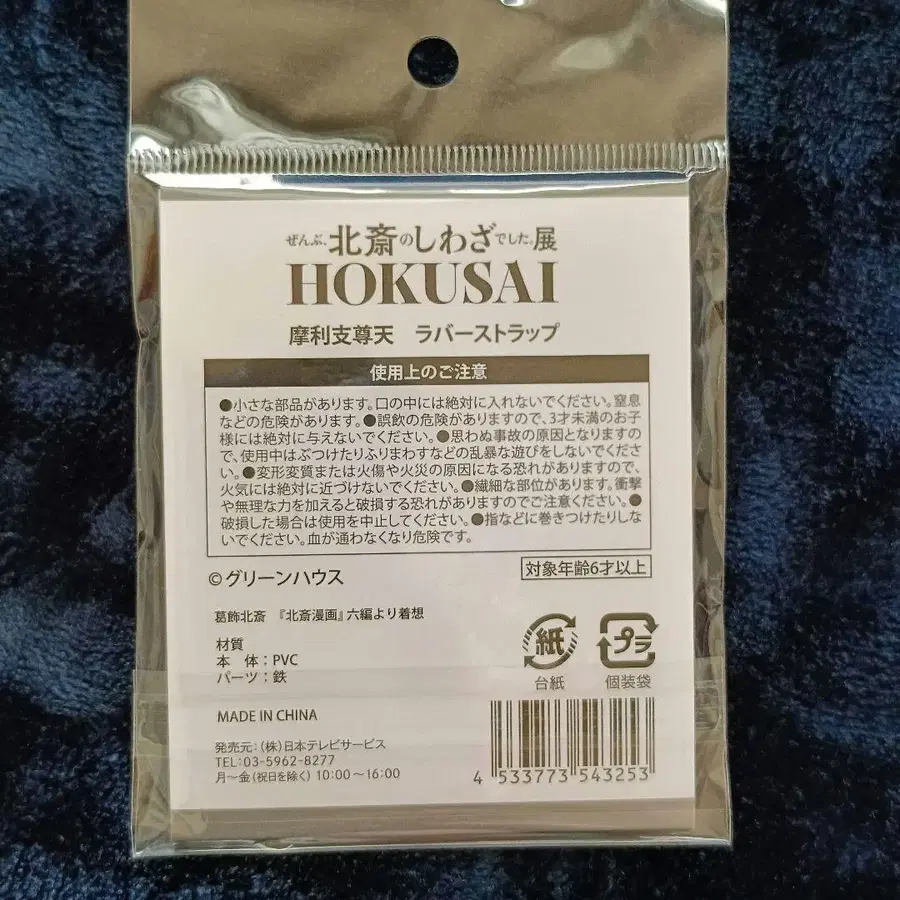 ぜんぶ、北斎のしわざでした。展
HOKUSAI
摩利支尊天 ラバーストラップ
使用上のご注意
●小さな部品があります。口の中には絶対に入れないでください。窒息
などの危険があります。●誤飲の危険がありますので、3才未満のお子
様には絶対に与えないでください。●思わぬ事故の原因となりますの
で、使用中はぶつけたりふりまわすなどの乱暴な遊びをしないでくださ
い。●変形変質または火傷や火災の原因になる恐れがありますので、
火気には絶対に近づけないでください。●繊細な部位があります。衝撃
や無理な力を加えると破損する恐れがありますのでご注意ください。●
破損した場合は使用を中止してください。●指などに巻きつけたりしな
いでください。血が通わなくなり危険です。
©グリーンハウス
対象年齢6才以上
葛飾北斎 『北斎漫画』六編より着想
材質
本 体:PVC
パーツ:鉄
紙
台紙
プラ
個装袋
MADE IN CHINA
発売元:(株)日本テレビサービス
TEL:03-5962-8277
月〜金(祝日を除く)10:00〜16:00
4 533773 543253